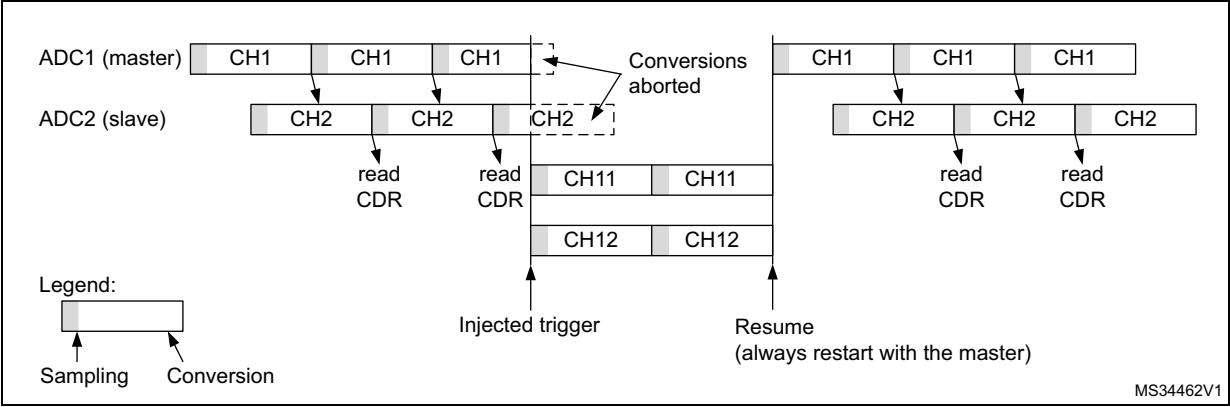 ADC1 (master)
CH1
CH1
CH1
Conversions
aborted
CH1
CH1
CH1
ADC2 (slave)
CH2
CH2
CH2
CH2
CH2
CH2
read
CDR
read
CDR
read
CDR
read
CDR
CH11
CH11
CH12
CH12
Legend:
Sampling
Conversion
Injected trigger
Resume
(always restart with the master)
MS34462V1